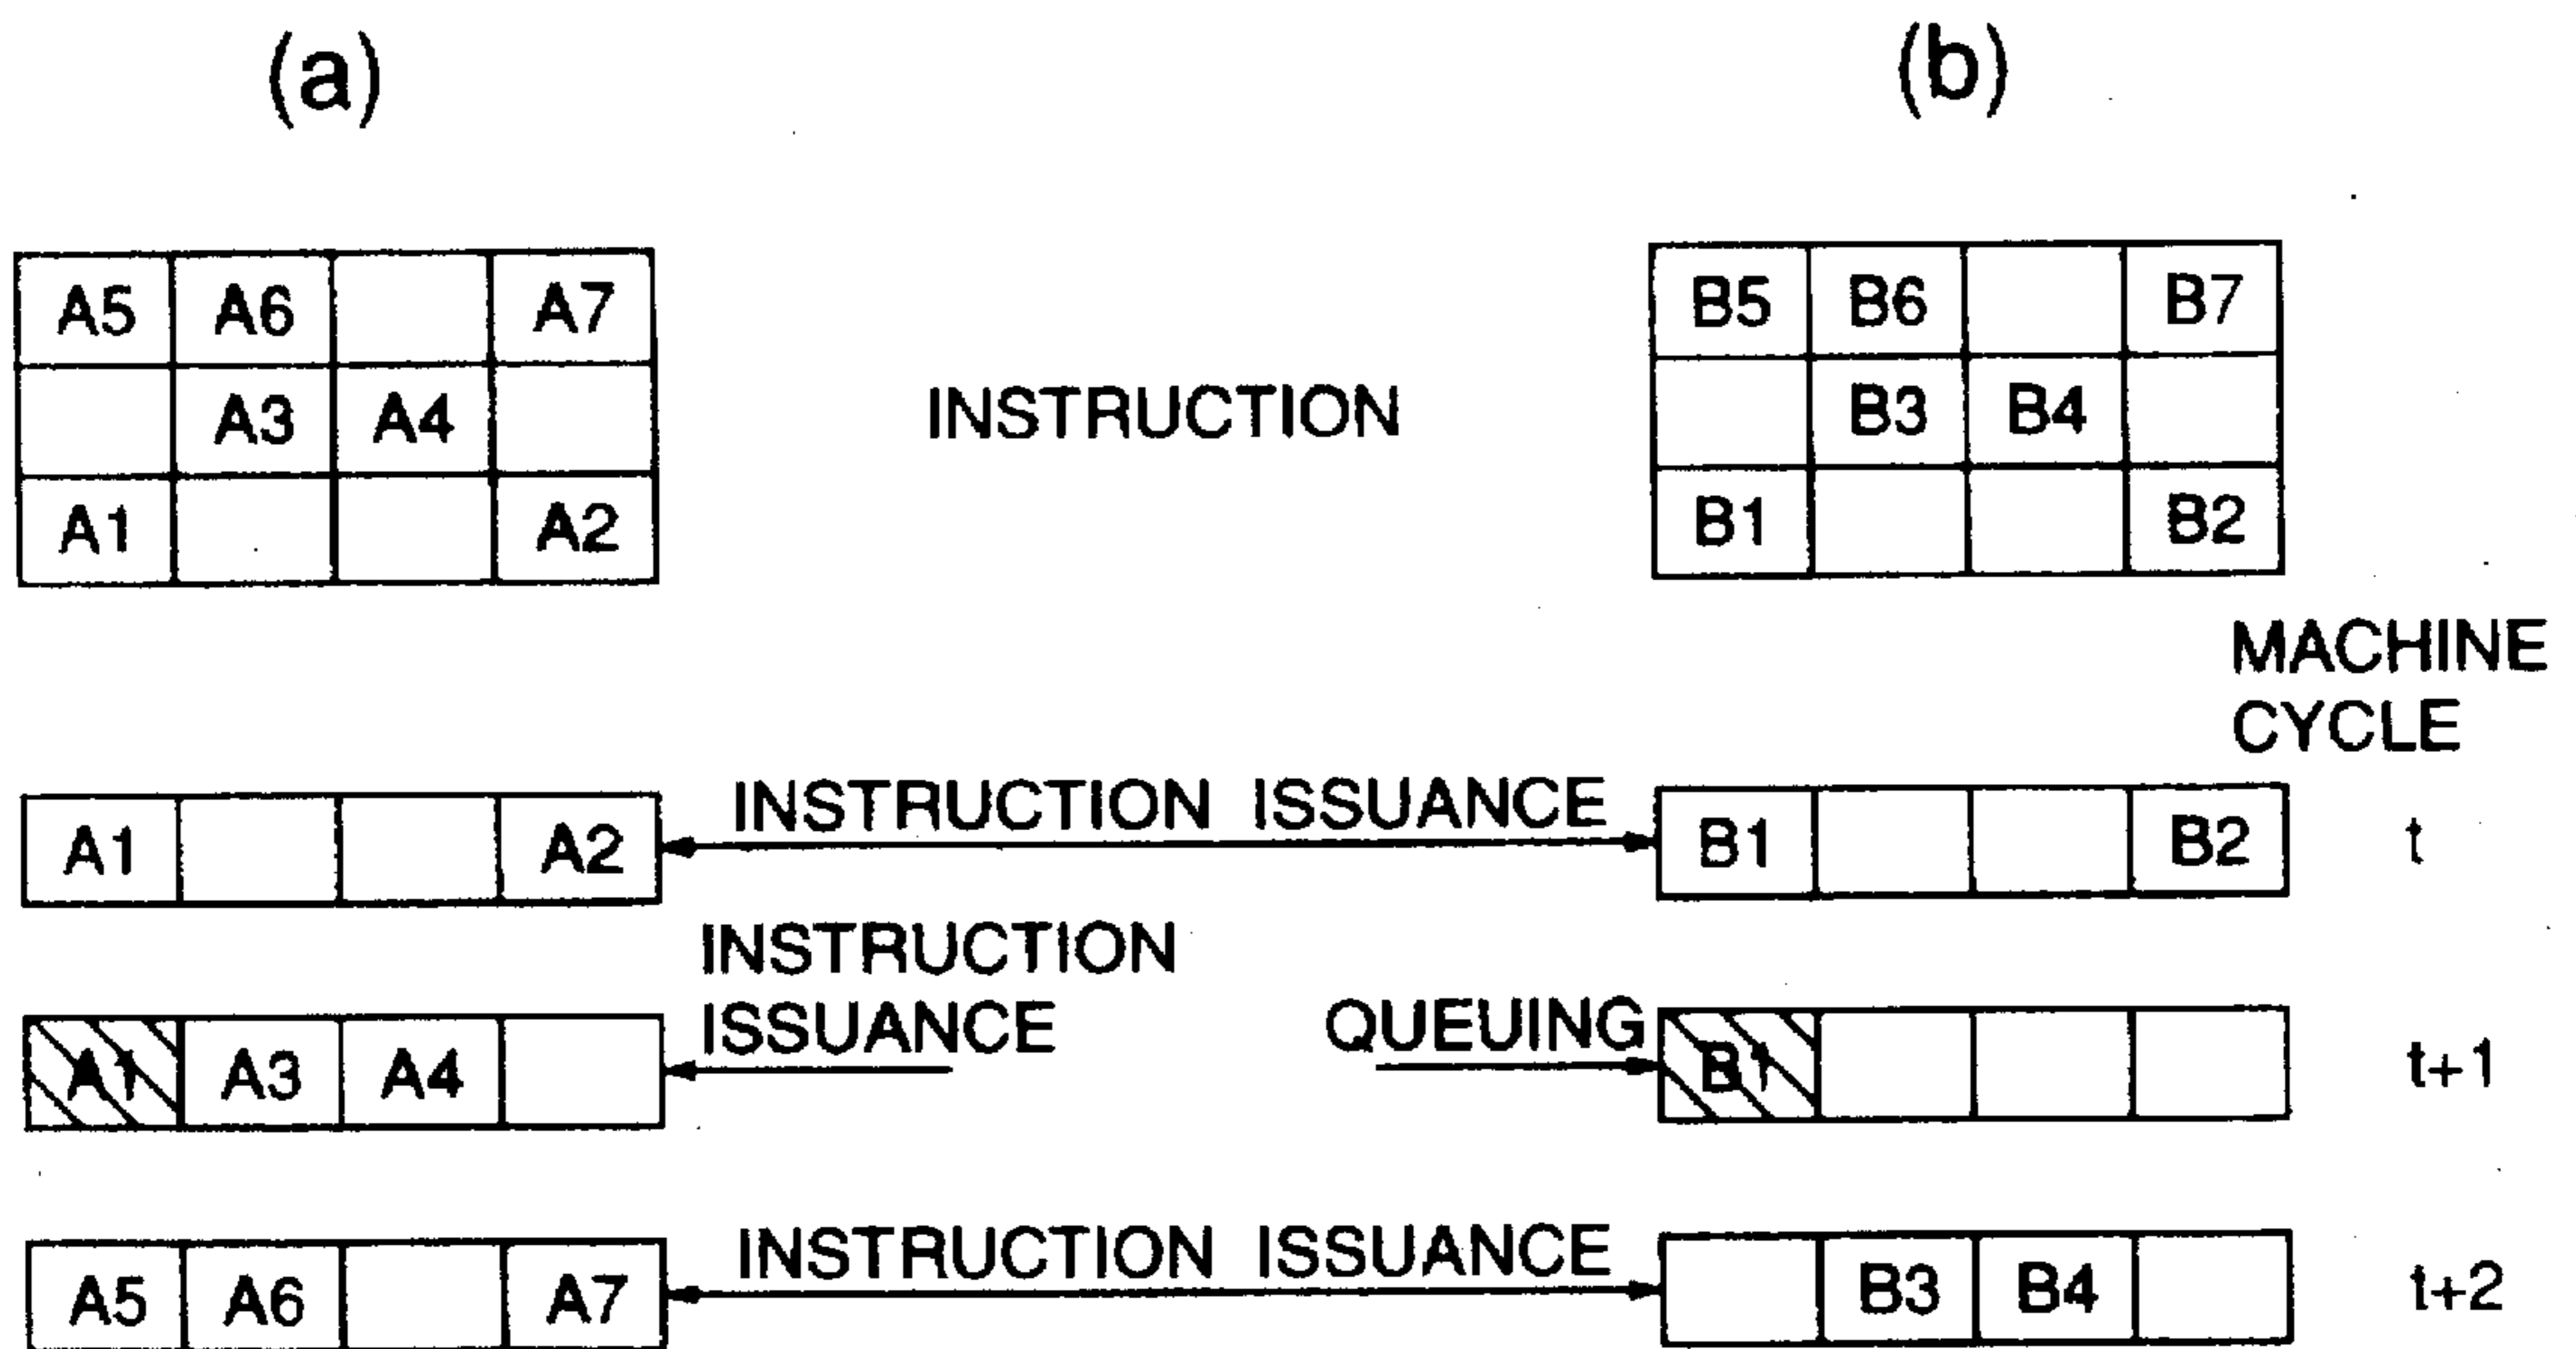 (a) (b)
A5 A6 A7 B5 B6 B7
A3 A4 INSTRUCTION B3 B4
A1 A2 B1 B2
MACHINE
CYCLE
A1 A2 INSTRUCTION ISSUANCE B1 B2 t
INSTRUCTION
ISSUANCE
A1 A3 A4 QUEUING B1 t+1
A5 A6 A7 INSTRUCTION ISSUANCE B3 B4 t+2